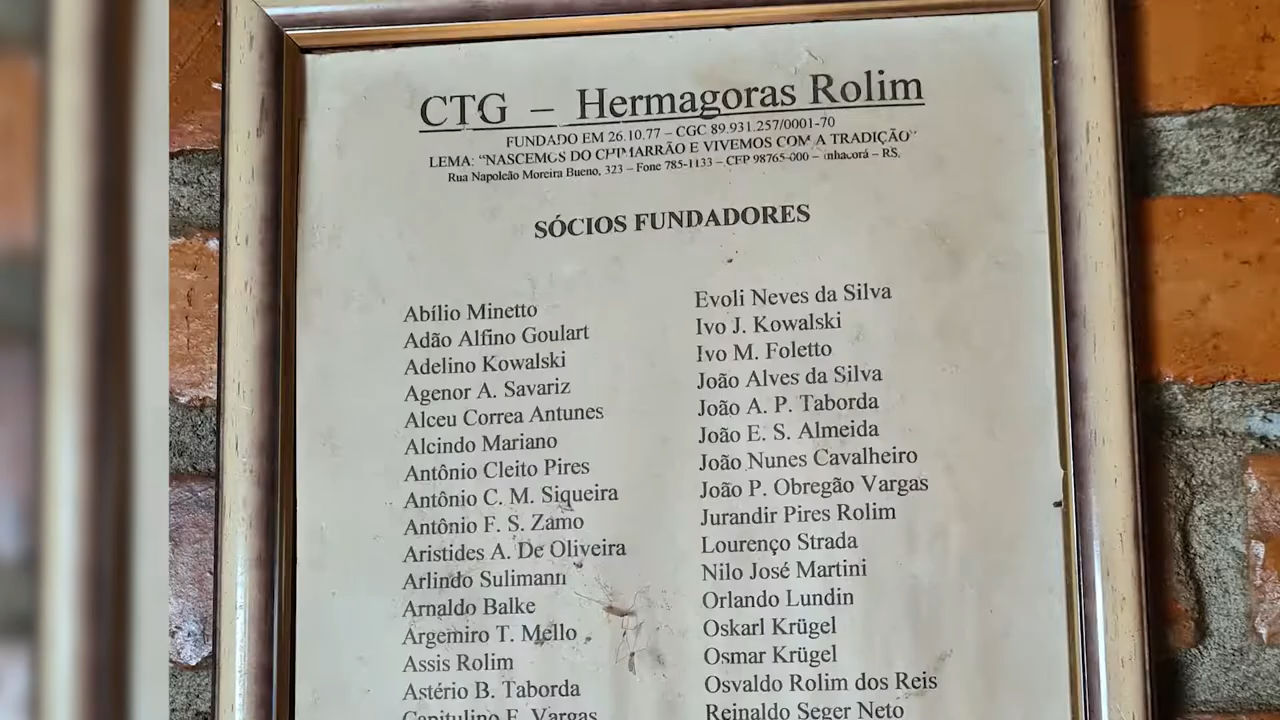 CTG – Hermagoras Rolim
FUNDADO EM 26.10.77 – CGC 89.931.257/0001-70
LEMA: “NASCEMOS DO CHIMARRÃO E VIVEMOS COM A TRADIÇÃO”
Rua Napoleão Moreira Bueno, 323 – Fone 785-1133 – CEP 98765-000 – – RS.
SÓCIOS FUNDADORES
Abílio Minetto
Adão Alfino Goulart
Adelino Kowalski
Agenor A. Savariz
Alceu Correa Antunes
Alcindo Mariano
Antônio Cleito Pires
Antônio C. M. Siqueira
Antônio F. S. Zamo
Aristides A. De Oliveira
Arlindo Sulimann
Arnaldo Balke
Argemiro T. Mello
Assis Rolim
Astério B. Taborda
Capitulino F. Vargas
Evoli Neves da Silva
Ivo J. Kowalski
Ivo M. Foletto
João Alves da Silva
João A. P. Taborda
João E. S. Almeida
João Nunes Cavalheiro
João P. Obregão Vargas
Jurandir Pires Rolim
Lourenço Strada
Nilo José Martini
Orlando Lundin
Oskarl Krügel
Osmar Krügel
Osvaldo Rolim dos Reis
Reinaldo Seger Neto